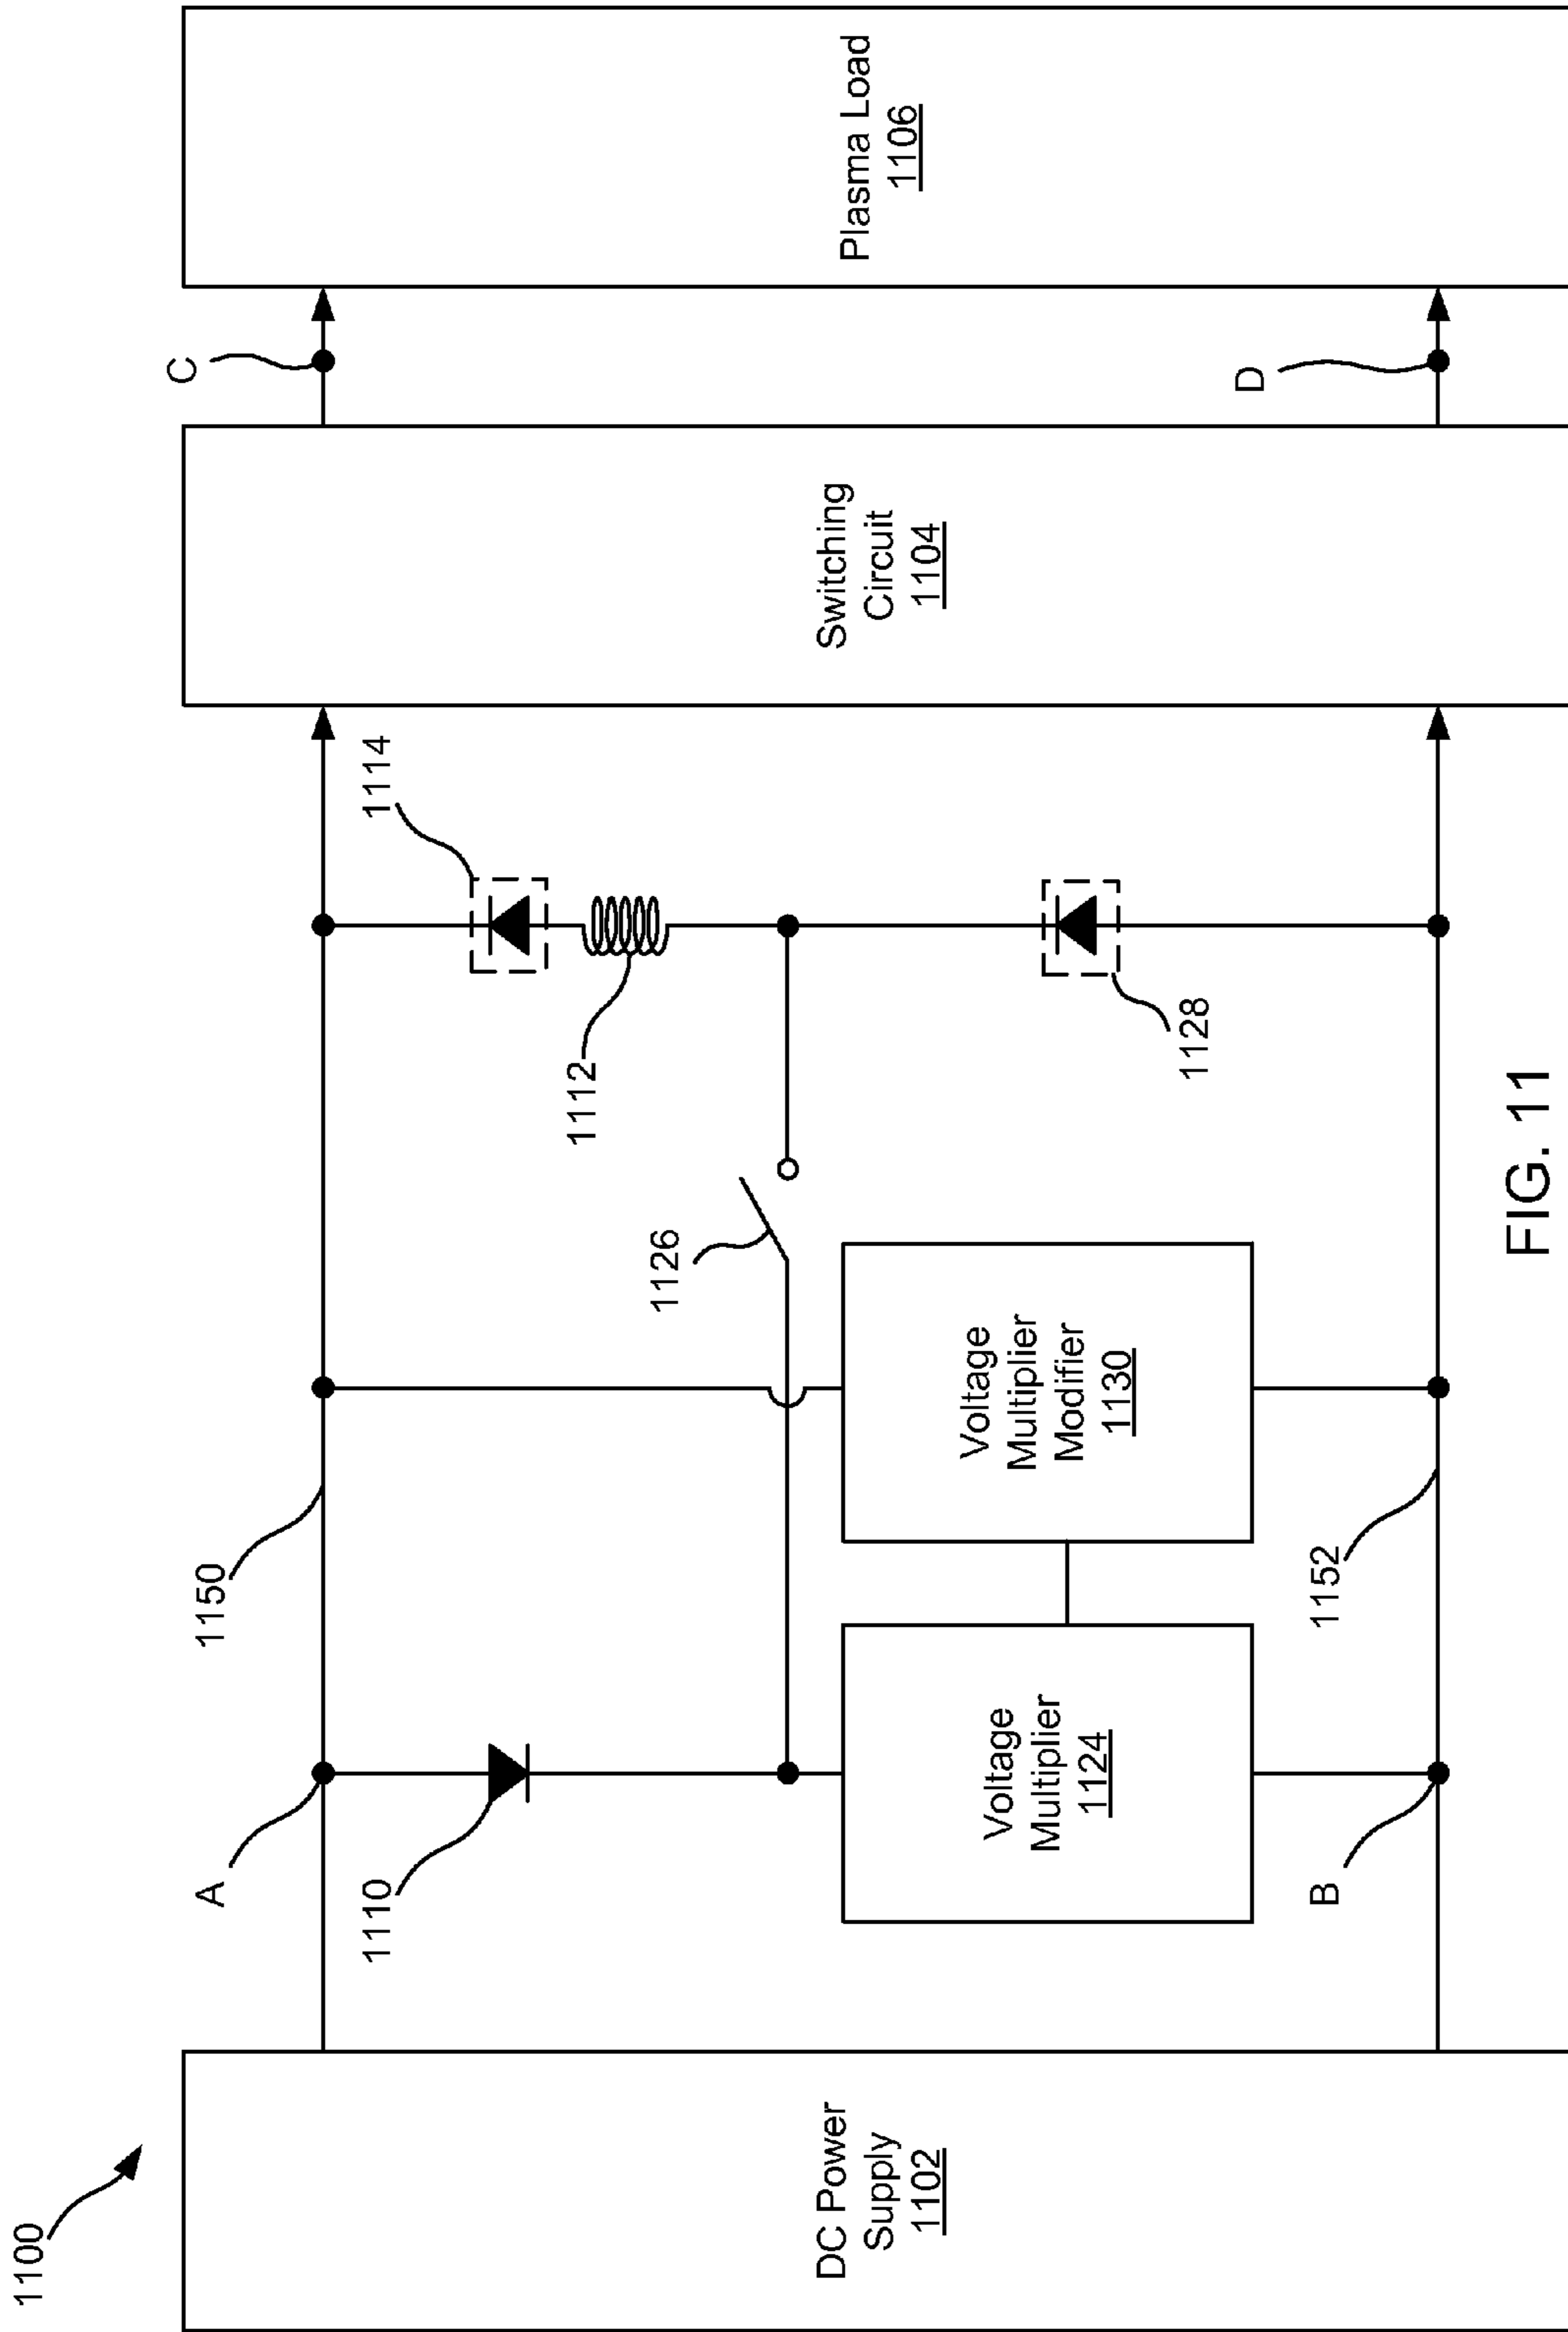 1100
DC Power
Supply
1102
A
1150
1110
1126
1112
1114
Voltage
Multiplier
1124
Voltage
Multiplier
Modifier
1130
B
1152
1128
Switching
Circuit
1104
C
D
Plasma Load
1106
FIG. 11